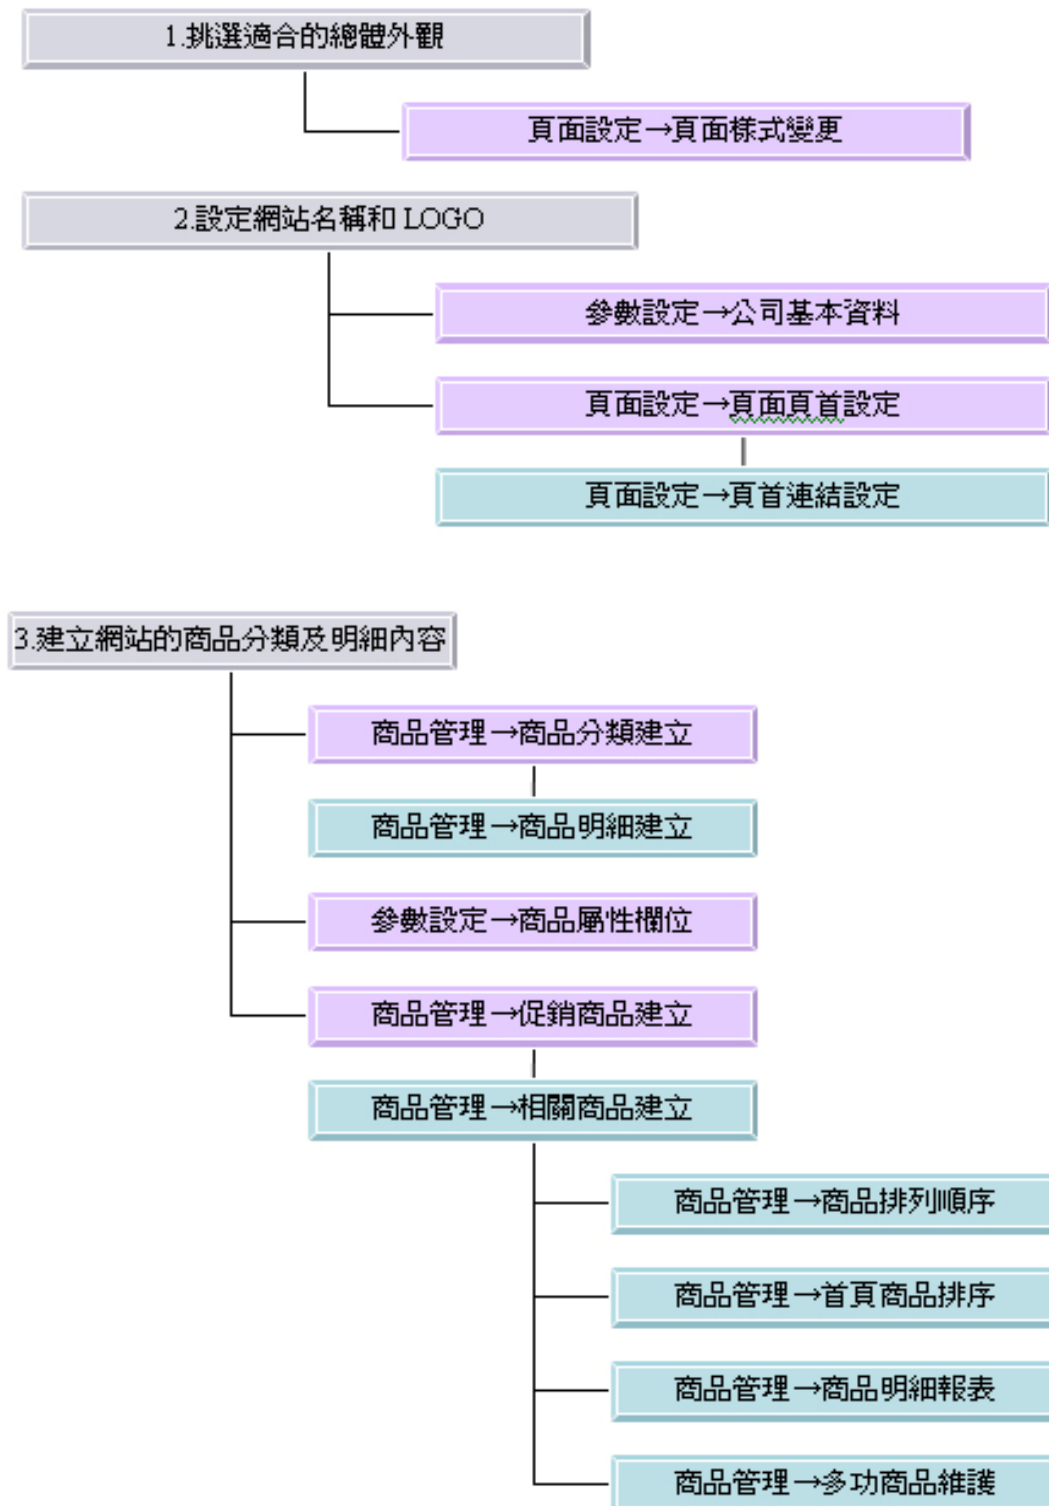 1.挑選適合的總體外觀
頁面設定→頁面樣式變更
2.設定網站名稱和 LOGO
參數設定→公司基本資料
頁面設定→頁面頁首設定
頁面設定→頁首連結設定
3.建立網站的商品分類及明細內容
商品管理→商品分類建立
商品管理→商品明細建立
參數設定→商品屬性欄位
商品管理→促銷商品建立
商品管理→相關商品建立
商品管理→商品排列順序
商品管理→首頁商品排序
商品管理→商品明細報表
商品管理→多功商品維護